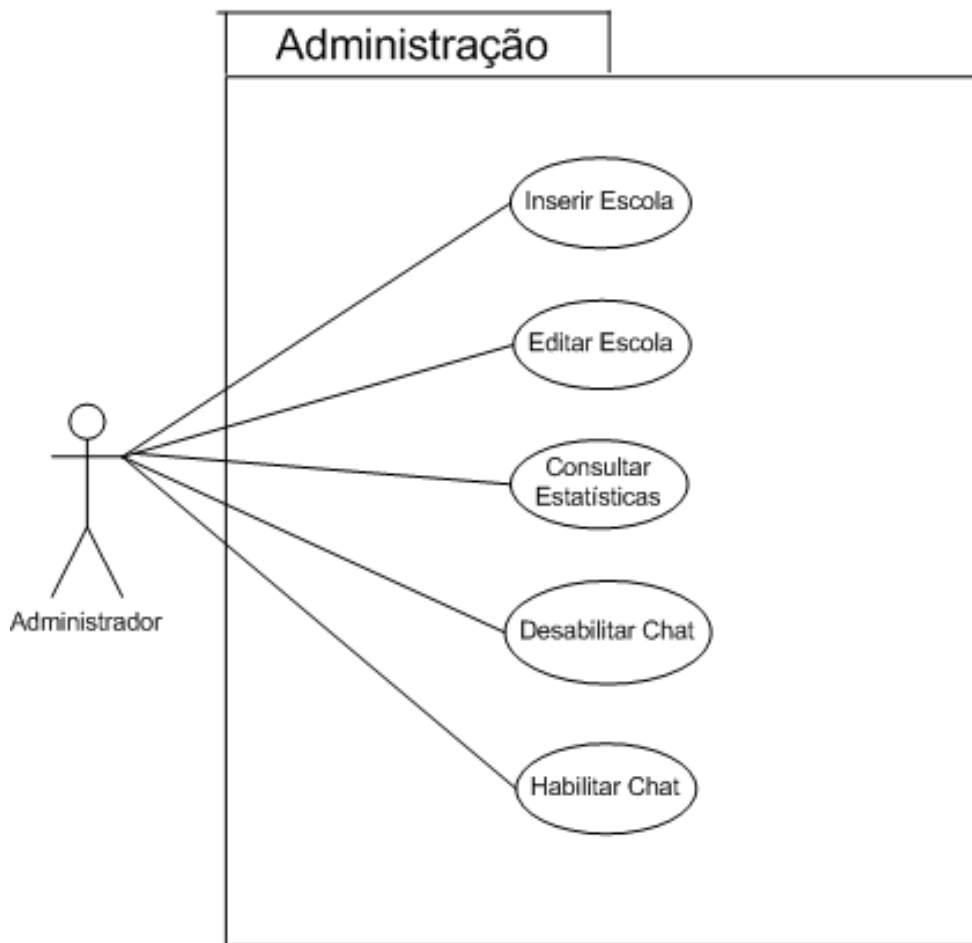 Administração
Inserir Escola
Editar Escola
Consultar
Estatísticas
Administrador
Desabilitar Chat
Habilitar Chat